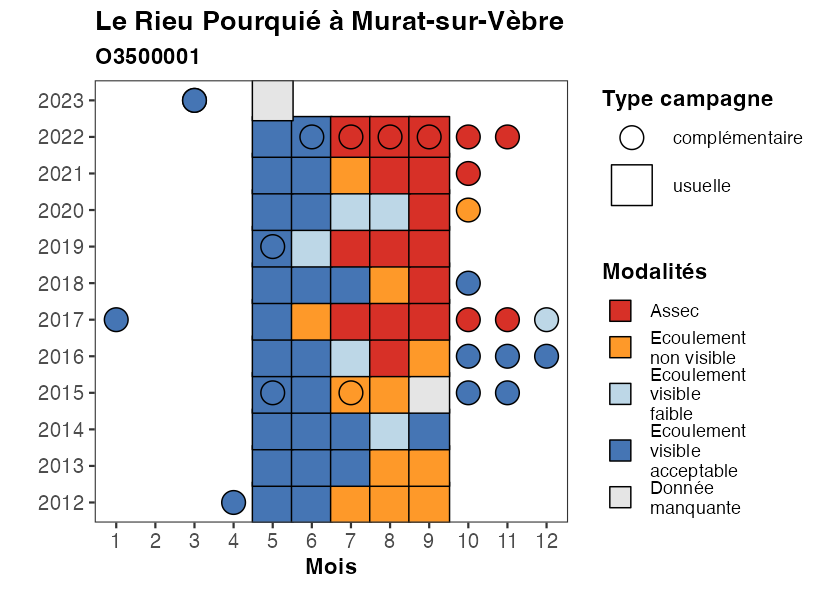 Le Rieu Pourquié à Murat-sur-Vèbre
O3500001
2023
2022
2021
2020
2019
2018
2017
2016
2015
2014
2013
2012
1 2 3 4 5 6 7 8 9 10 11 12
Mois
Type campagne
complémentaire
usuelle
Modalités
Assec
Ecoulement
non visible
Ecoulement
visible
faible
Ecoulement
visible
acceptable
Donnée
manquante